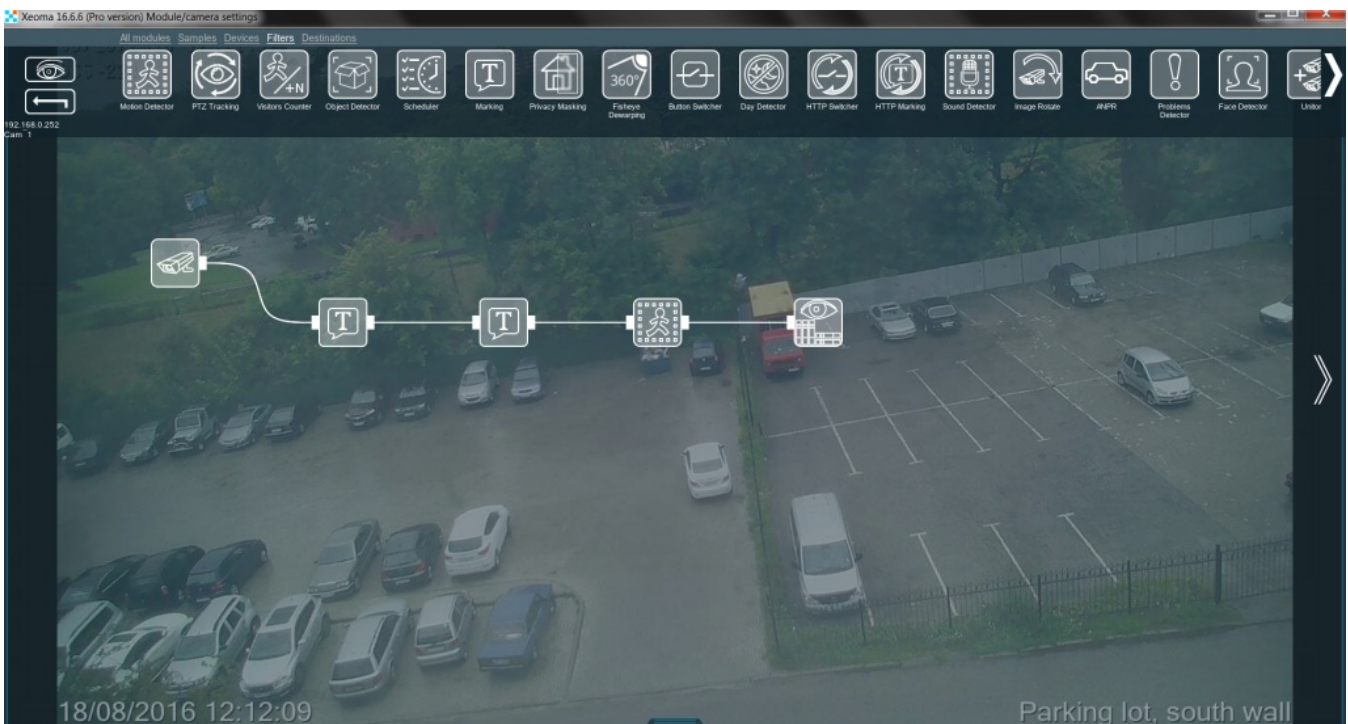 Xeoma 16.6.6 (Pro version) Module/camera settings
All modules Samples Devices Filters Destinations
T 360° T
+N
Motion Detector PTZ Tracking Visitors Counter Object Detector Scheduler Marking Privacy Masking Fisheye Dewarping Button Switcher Day Detector HTTP Switcher HTTP Marking Sound Detector Image Rotate ANPR Problems Detector Face Detector
192.168.0.252
Cam_1
T T
18/08/2016 12:12:09 Parking lot, south wall